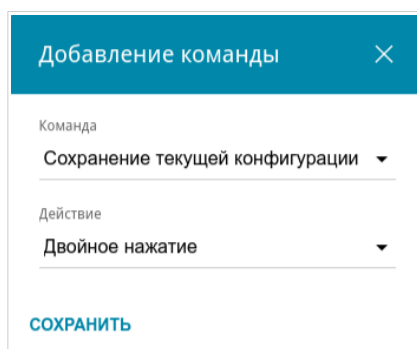 Добавление команды
Команда
Сохранение текущей конфигурации
Действие
Двойное нажатие
СОХРАНИТЬ